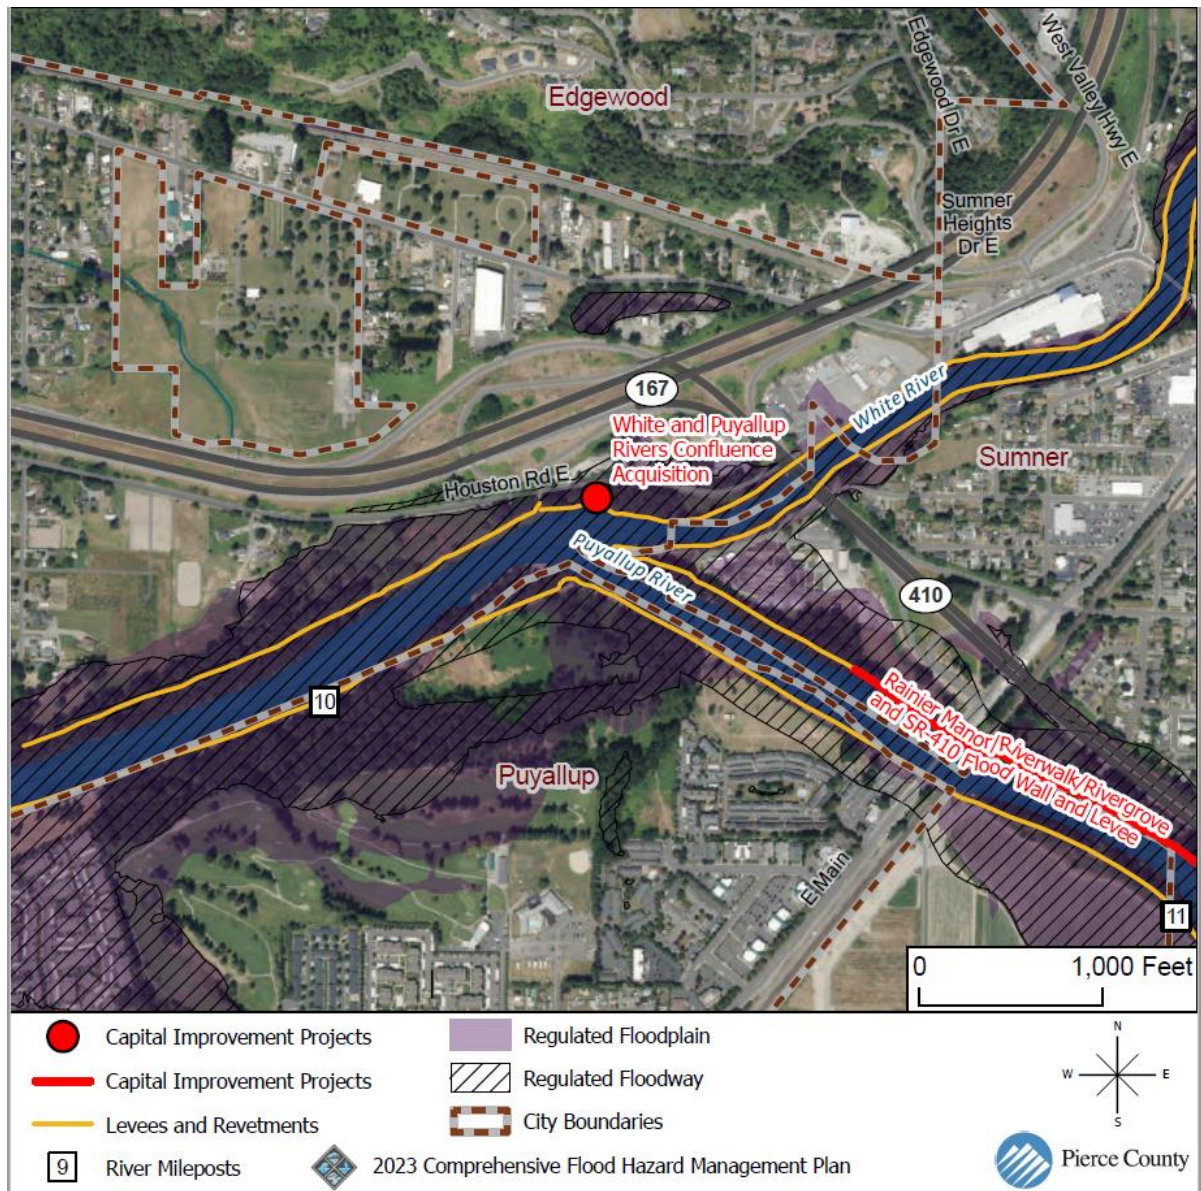 Edgewood
Edgewood Dr E
West Valley Hwy E
Sumner
Heights
Dr E
167
White River
White and Puyallup
Rivers Confluence
Acquisition
Sumner
Houston Rd E
Puyallup River
410
10
Rainier Manor/Riverwalk/Rivergrove
and SR-410 Flood Wall and Levee
Puyallup
E Main
11
0 1,000 Feet
Capital Improvement Projects
Capital Improvement Projects
Levees and Revetments
9 River Mileposts
Regulated Floodplain
Regulated Floodway
City Boundaries
2023 Comprehensive Flood Hazard Management Plan
N
W E
S
Pierce County